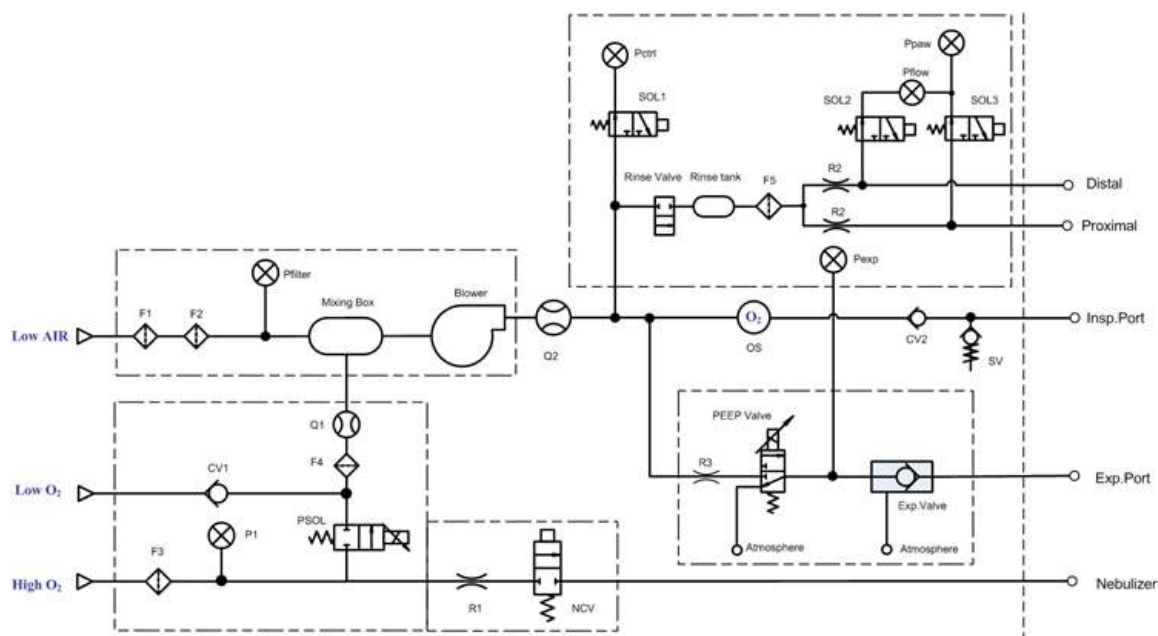 Ppaw
Pctrl
Pflow
SOL1
SOL2
SOL3
R2
Rinse Valve
Rinse tank
F5
Distal
R2
Proximal
Pexp
Pfilter
Mixing Box
Blower
F1
F2
O₂
Low AIR
Insp.Port
Q2
OS
CV2
SV
PEEP Valve
Q1
F4
CV1
R3
Low O₂
Exp.Port
Exp.Valve
PSOL
P1
F3
Atmosphere
Atmosphere
High O₂
Nebulizer
R1
NCV